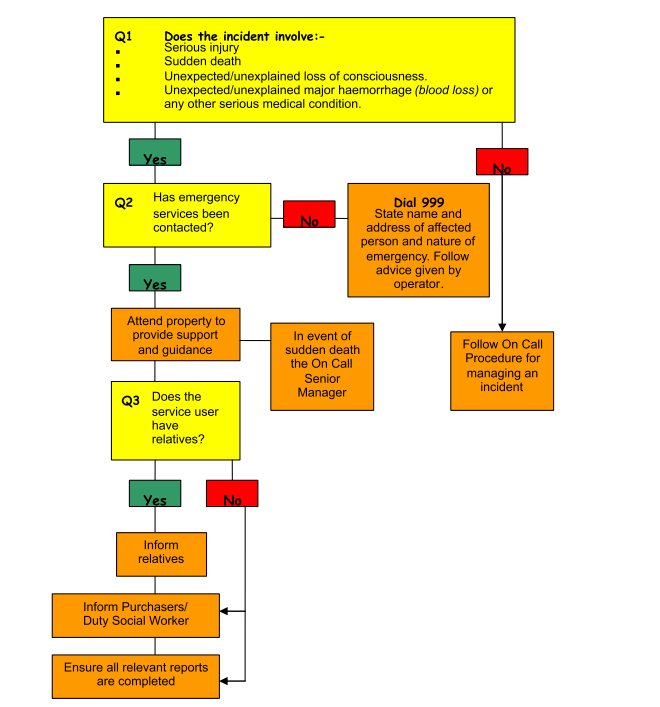 Q1 Does the incident involve:-
▪ Serious injury
▪ Sudden death
▪ Unexpected/unexplained loss of consciousness.
▪ Unexpected/unexplained major haemorrhage (blood loss) or
any other serious medical condition.
Yes
No
Q2 Has emergency
services been
contacted?
No
Dial 999
State name and
address of affected
person and nature of
emergency. Follow
advice given by
operator.
Yes
Attend property to
provide support
and guidance
In event of
sudden death
the On Call
Senior
Manager
Follow On Call
Procedure for
managing an
incident
Q3 Does the
service user
have
relatives?
Yes
No
Inform
relatives
Inform Purchasers/
Duty Social Worker
Ensure all relevant reports
are completed